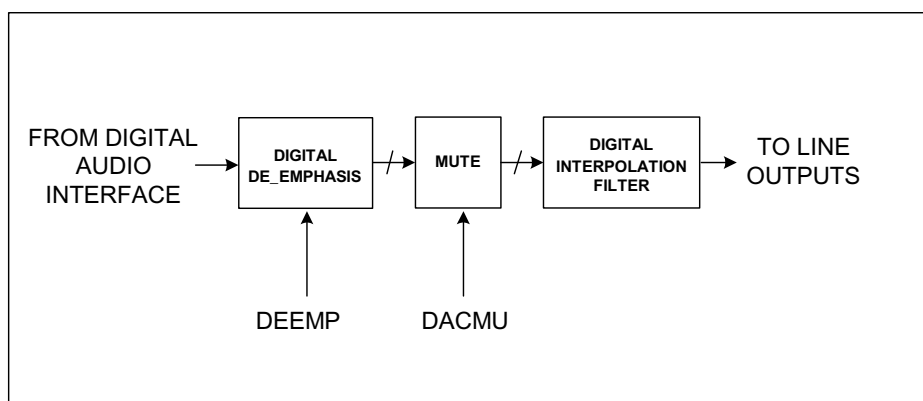 FROM DIGITAL
AUDIO
INTERFACE
DIGITAL
DE_EMPHASIS
MUTE
DIGITAL
INTERPOLATION
FILTER
TO LINE
OUTPUTS
DEEMP
DACMU